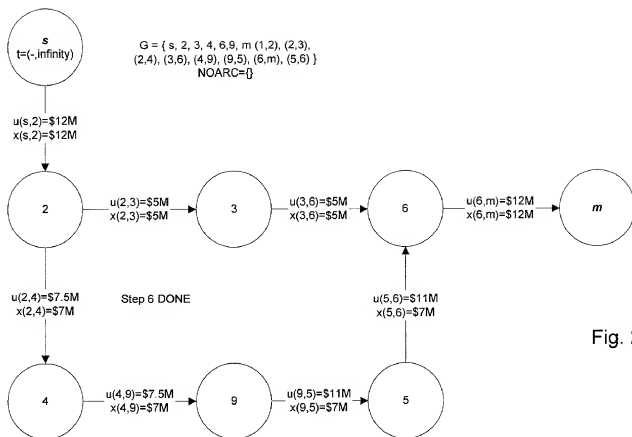 s
t=(-,infinity)
G = { s, 2, 3, 4, 6,9, m (1,2), (2,3),
(2,4), (3,6), (4,9), (9,5), (6,m), (5,6) }
NOARC={}
u(s,2)=$12M
x(s,2)=$12M
2
u(2,3)=$5M
x(2,3)=$5M
3
u(3,6)=$5M
x(3,6)=$5M
6
u(6,m)=$12M
x(6,m)=$12M
m
u(2,4)=$7.5M
x(2,4)=$7M
Step 6 DONE
u(5,6)=$11M
x(5,6)=$7M
Fig.
4
u(4,9)=$7.5M
x(4,9)=$7M
9
u(9,5)=$11M
x(9,5)=$7M
5